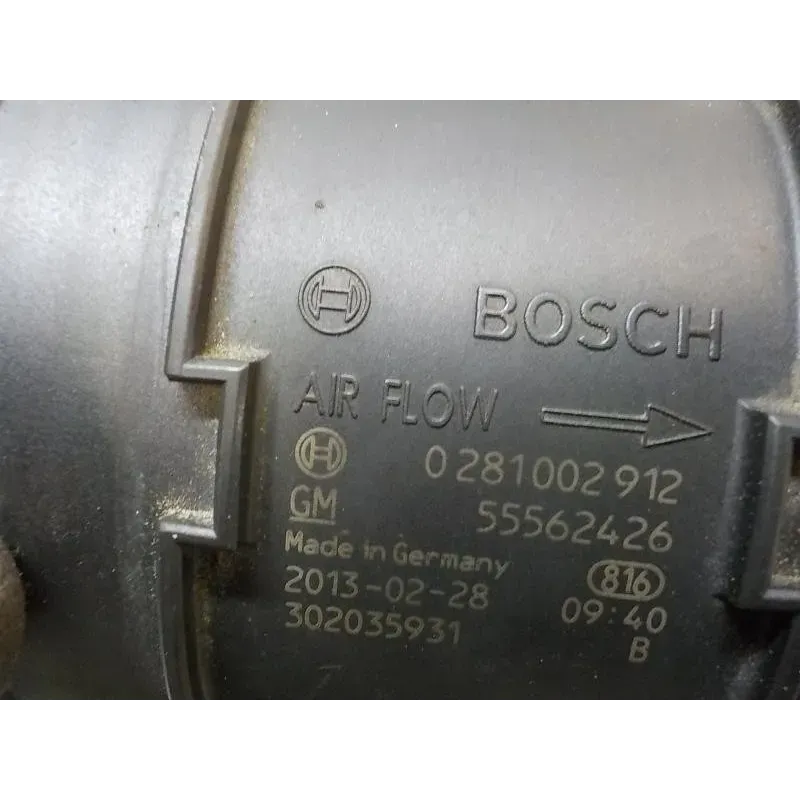 BOSCH
AIR FLOW
0 281 002 912
GM 55562426
Made in Germany
2013-02-28 816
302035931 09:40
B